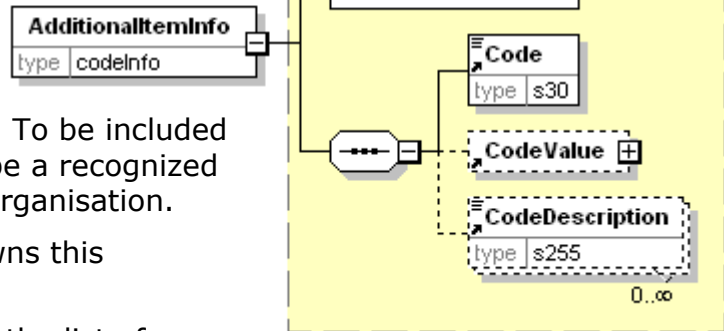 AdditionalItemInfo
type codeInfo
Code
type s30
To be included
be a recognized
rganisation.
CodeValue
CodeDescription
type s255
0..∞
wns this
the list of